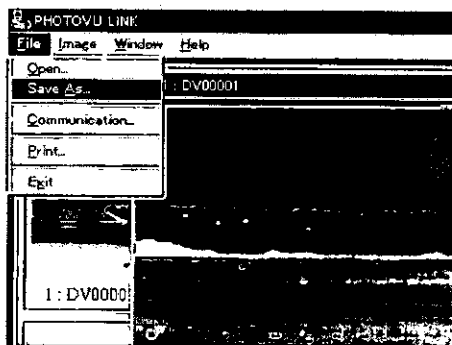 PHOTOVU LINK
File Image Window Help
Open...
Save As...
1 : DV00001
Communication...
Print...
Exit
1 : DV0000